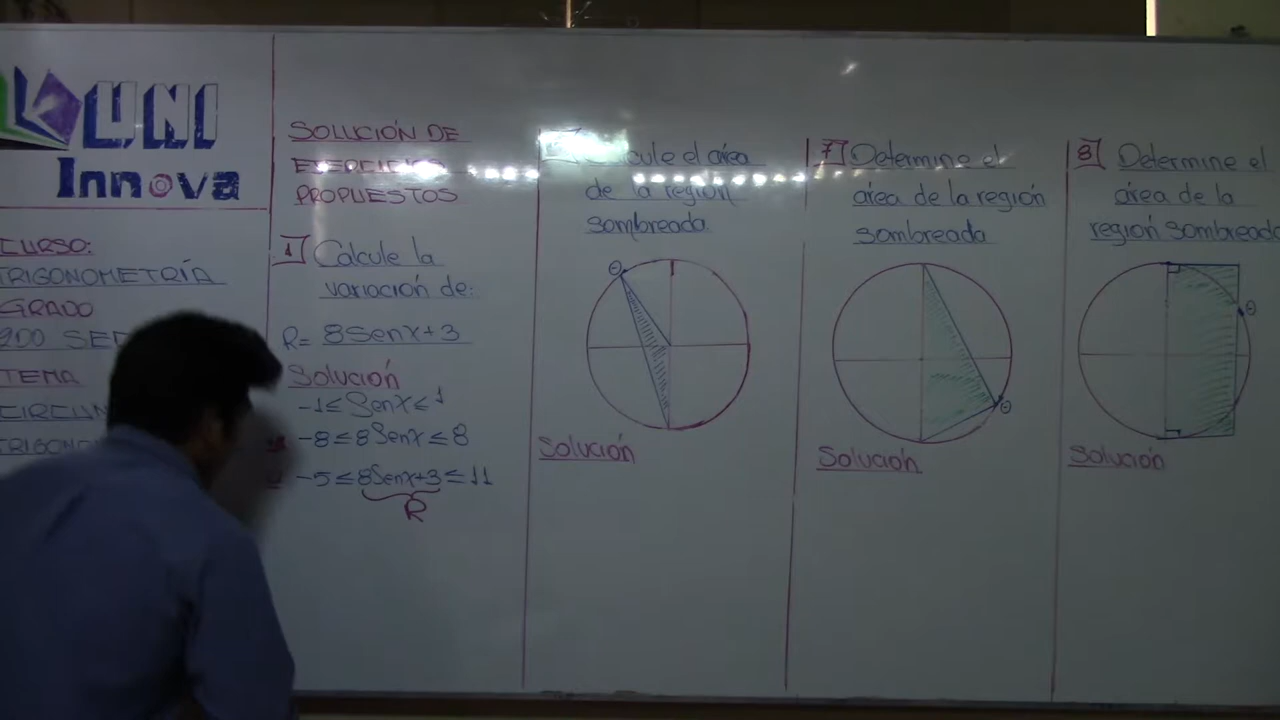 UNI
Innova
CURSO:
TRIGONOMETRÍA
GRADO
2DO
TEMA
SOLUCIÓN DE
EJERCICIOS
PROPUESTOS
1 Calcule la
variación de:
R= 8Senx+3
Solución
-1≤Senx≤1
-8≤8Senx≤8
-5≤8Senx+3≤11
R
el área
de la región
sombreada
θ
Solución
7 Determine el
área de la región
sombreada
θ
Solución
8 Determine el
área de la
región sombreada
θ
Solución